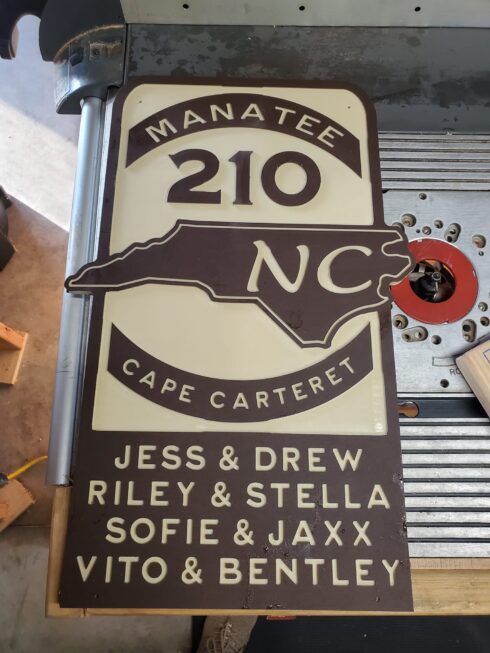 MANATEE
210
NC
CAPE CARTERET
JESS & DREW
RILEY & STELLA
SOFIE & JAXX
VITO & BENTLEY